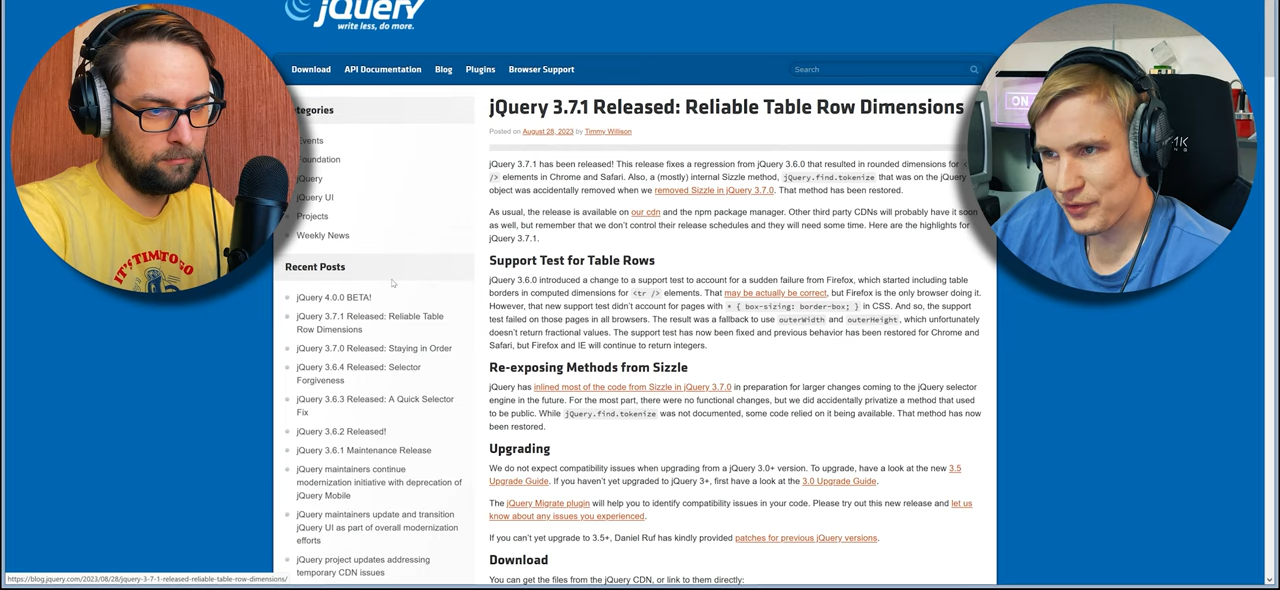 jQuery
write less, do more.
Download API Documentation Blog Plugins Browser Support Search
tegories
Events
Foundation
jQuery
jQuery UI
Projects
Weekly News
Recent Posts
jQuery 4.0.0 BETA!
jQuery 3.7.1 Released: Reliable Table
Row Dimensions
jQuery 3.7.0 Released: Staying in Order
jQuery 3.6.4 Released: Selector
Forgiveness
jQuery 3.6.3 Released: A Quick Selector
Fix
jQuery 3.6.2 Released!
jQuery 3.6.1 Maintenance Release
jQuery maintainers continue
modernization initiative with deprecation of
jQuery Mobile
jQuery maintainers update and transition
jQuery UI as part of overall modernization
efforts
jQuery project updates addressing
temporary CDN issues
jQuery 3.7.1 Released: Reliable Table Row Dimensions
Posted on August 28, 2023 by Timmy Willison
jQuery 3.7.1 has been released! This release fixes a regression from jQuery 3.6.0 that resulted in rounded dimensions for <
/> elements in Chrome and Safari. Also, a (mostly) internal Sizzle method, jQuery.find.tokenize that was on the jQuery
object was accidentally removed when we removed Sizzle in jQuery 3.7.0. That method has been restored.
As usual, the release is available on our cdn and the npm package manager. Other third party CDNs will probably have it soon
as well, but remember that we don't control their release schedules and they will need some time. Here are the highlights for
jQuery 3.7.1.
Support Test for Table Rows
jQuery 3.6.0 introduced a change to a support test to account for a sudden failure from Firefox, which started including table
borders in computed dimensions for <tr /> elements. That may be actually be correct, but Firefox is the only browser doing it.
However, that new support test didn't account for pages with * { box-sizing: border-box; } in CSS. And so, the support
test failed on those pages in all browsers. The result was a fallback to use outerWidth and outerHeight, which unfortunately
doesn't return fractional values. The support test has now been fixed and previous behavior has been restored for Chrome and
Safari, but Firefox and IE will continue to return integers.
Re-exposing Methods from Sizzle
jQuery has inlined most of the code from Sizzle in jQuery 3.7.0 in preparation for larger changes coming to the jQuery selector
engine in the future. For the most part, there were no functional changes, but we did accidentally privatize a method that used
to be public. While jQuery.find.tokenize was not documented, some code relied on it being available. That method has now
been restored.
Upgrading
We do not expect compatibility issues when upgrading from a jQuery 3.0+ version. To upgrade, have a look at the new 3.5
Upgrade Guide. If you haven't yet upgraded to jQuery 3+, first have a look at the 3.0 Upgrade Guide.
The jQuery Migrate plugin will help you to identify compatibility issues in your code. Please try out this new release and let us
know about any issues you experienced.
If you can't yet upgrade to 3.5+, Daniel Ruf has kindly provided patches for previous jQuery versions.
Download
You can get the files from the jQuery CDN, or link to them directly:
https://blog.jquery.com/2023/08/28/jquery-3-7-1-released-reliable-table-row-dimensions/
IT'S TIM TO GO
ON